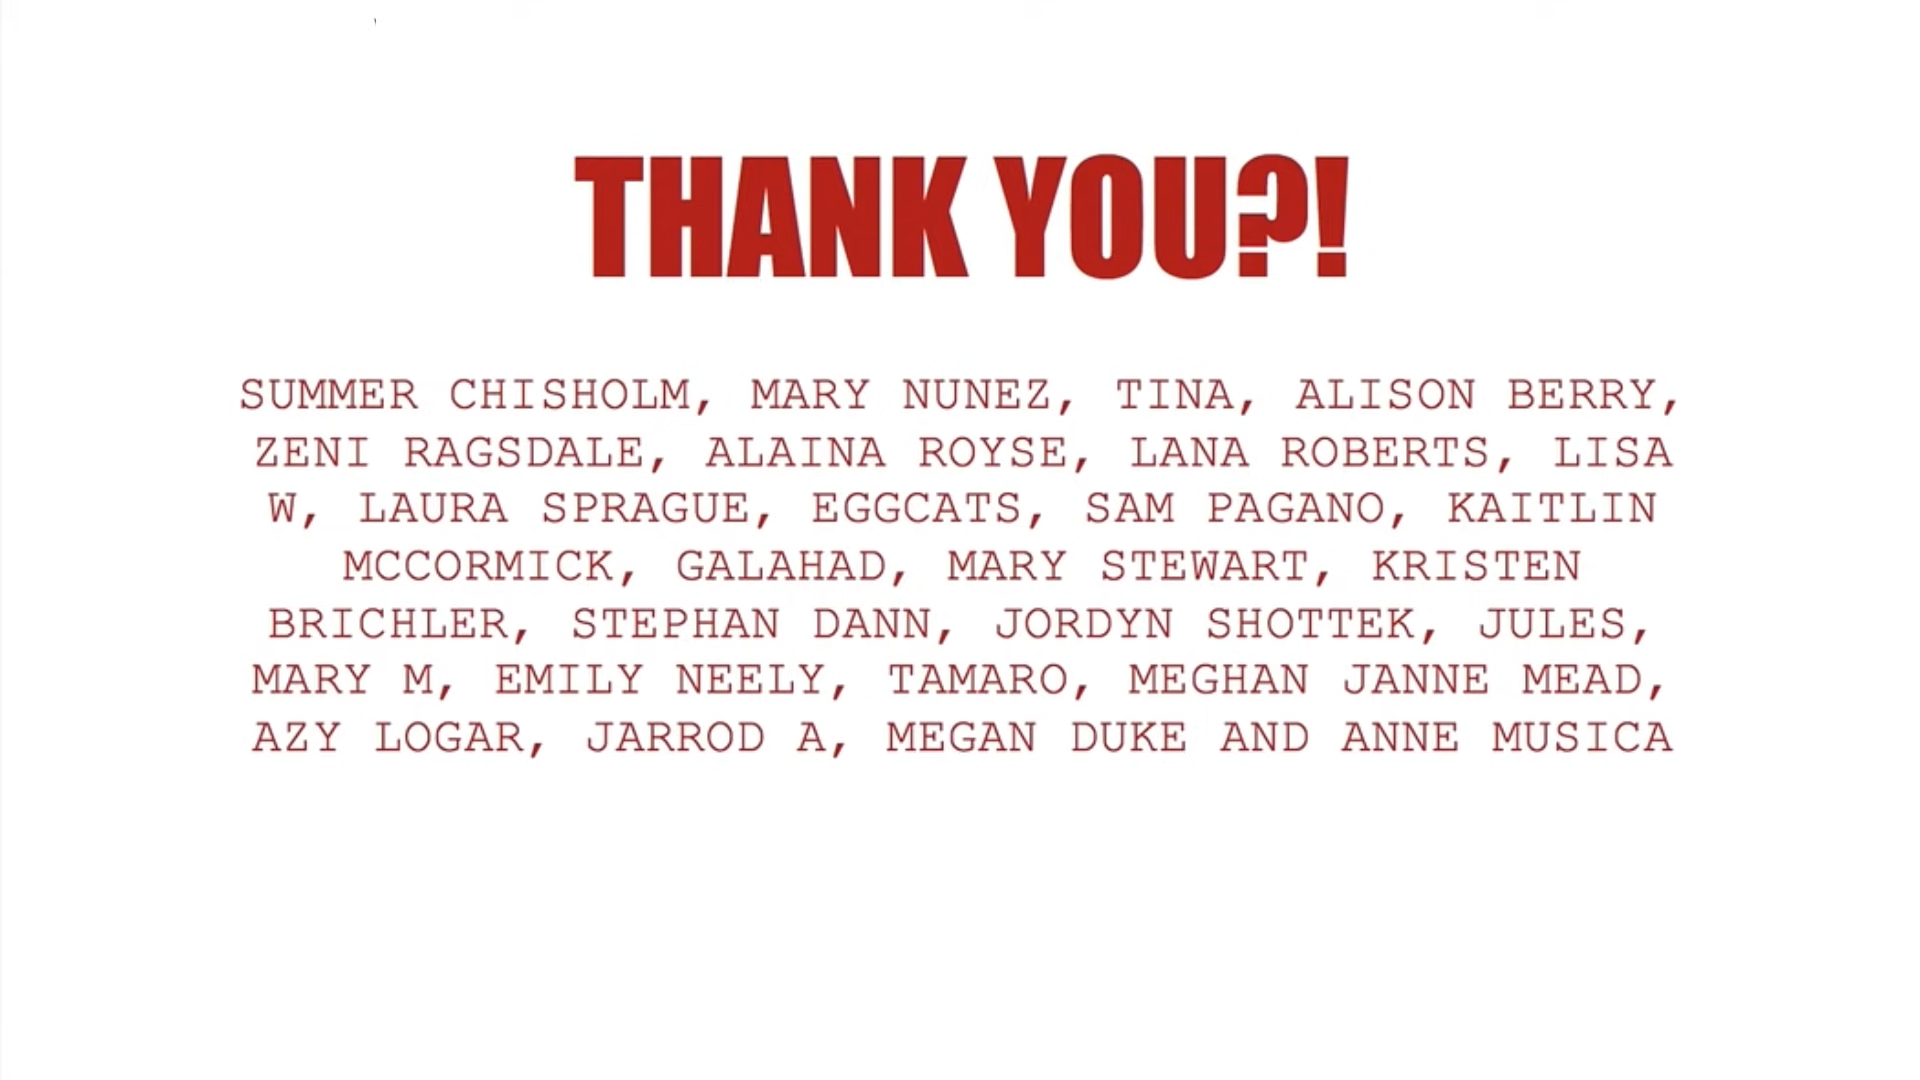 THANK YOU?!
SUMMER CHISHOLM, MARY NUNEZ, TINA, ALISON BERRY,
ZENI RAGSDALE, ALAINA ROYSE, LANA ROBERTS, LISA
W, LAURA SPRAGUE, EGGCATS, SAM PAGANO, KAITLIN
MCCORMICK, GALAHAD, MARY STEWART, KRISTEN
BRICHLER, STEPHAN DANN, JORDYN SHOTTEK, JULES,
MARY M, EMILY NEELY, TAMARO, MEGHAN JANNE MEAD,
AZY LOGAR, JARROD A, MEGAN DUKE AND ANNE MUSICA